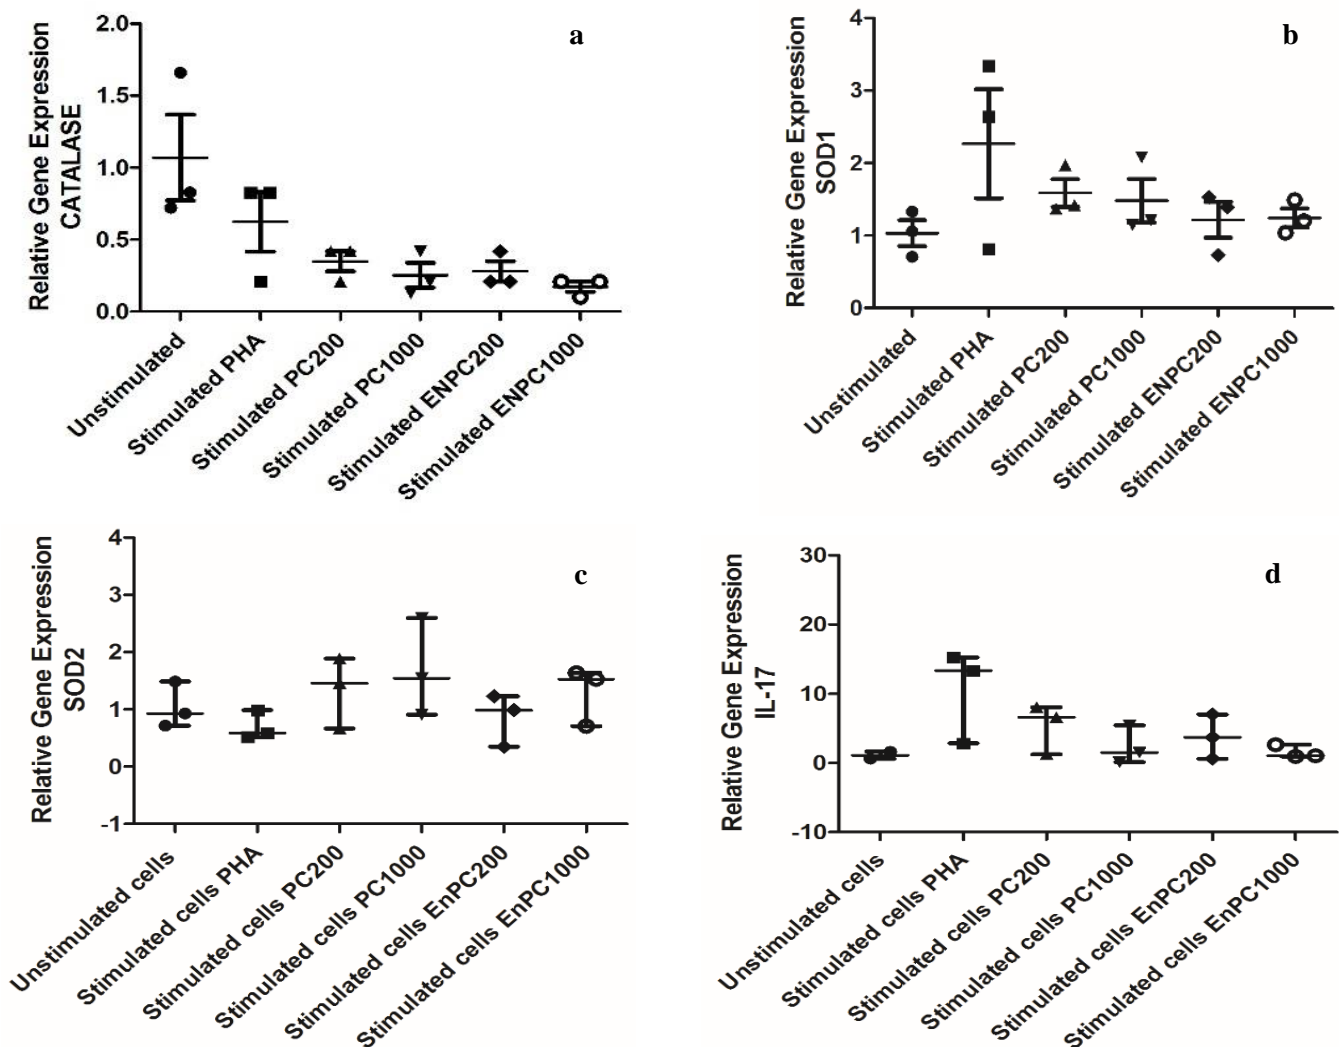 a
Relative Gene Expression
CATALASE
2.0
1.5
1.0
0.5
0.0
Unstimulated
Stimulated PHA
Stimulated PC200
Stimulated PC1000
Stimulated ENPC200
Stimulated ENPC1000
b
Relative Gene Expression
SOD1
4
3
2
1
0
Unstimulated
Stimulated PHA
Stimulated PC200
Stimulated PC1000
Stimulated ENPC200
Stimulated ENPC1000
c
Relative Gene Expression
SOD2
4
3
2
1
0
-1
Unstimulated cells
Stimulated cells PHA
Stimulated cells PC200
Stimulated cells PC1000
Stimulated cells EnPC200
Stimulated cells EnPC1000
d
Relative Gene Expression
IL-17
30
20
10
0
-10
Unstimulated cells
Stimulated cells PHA
Stimulated cells PC200
Stimulated cells PC1000
Stimulated cells EnPC200
Stimulated cells EnPC1000